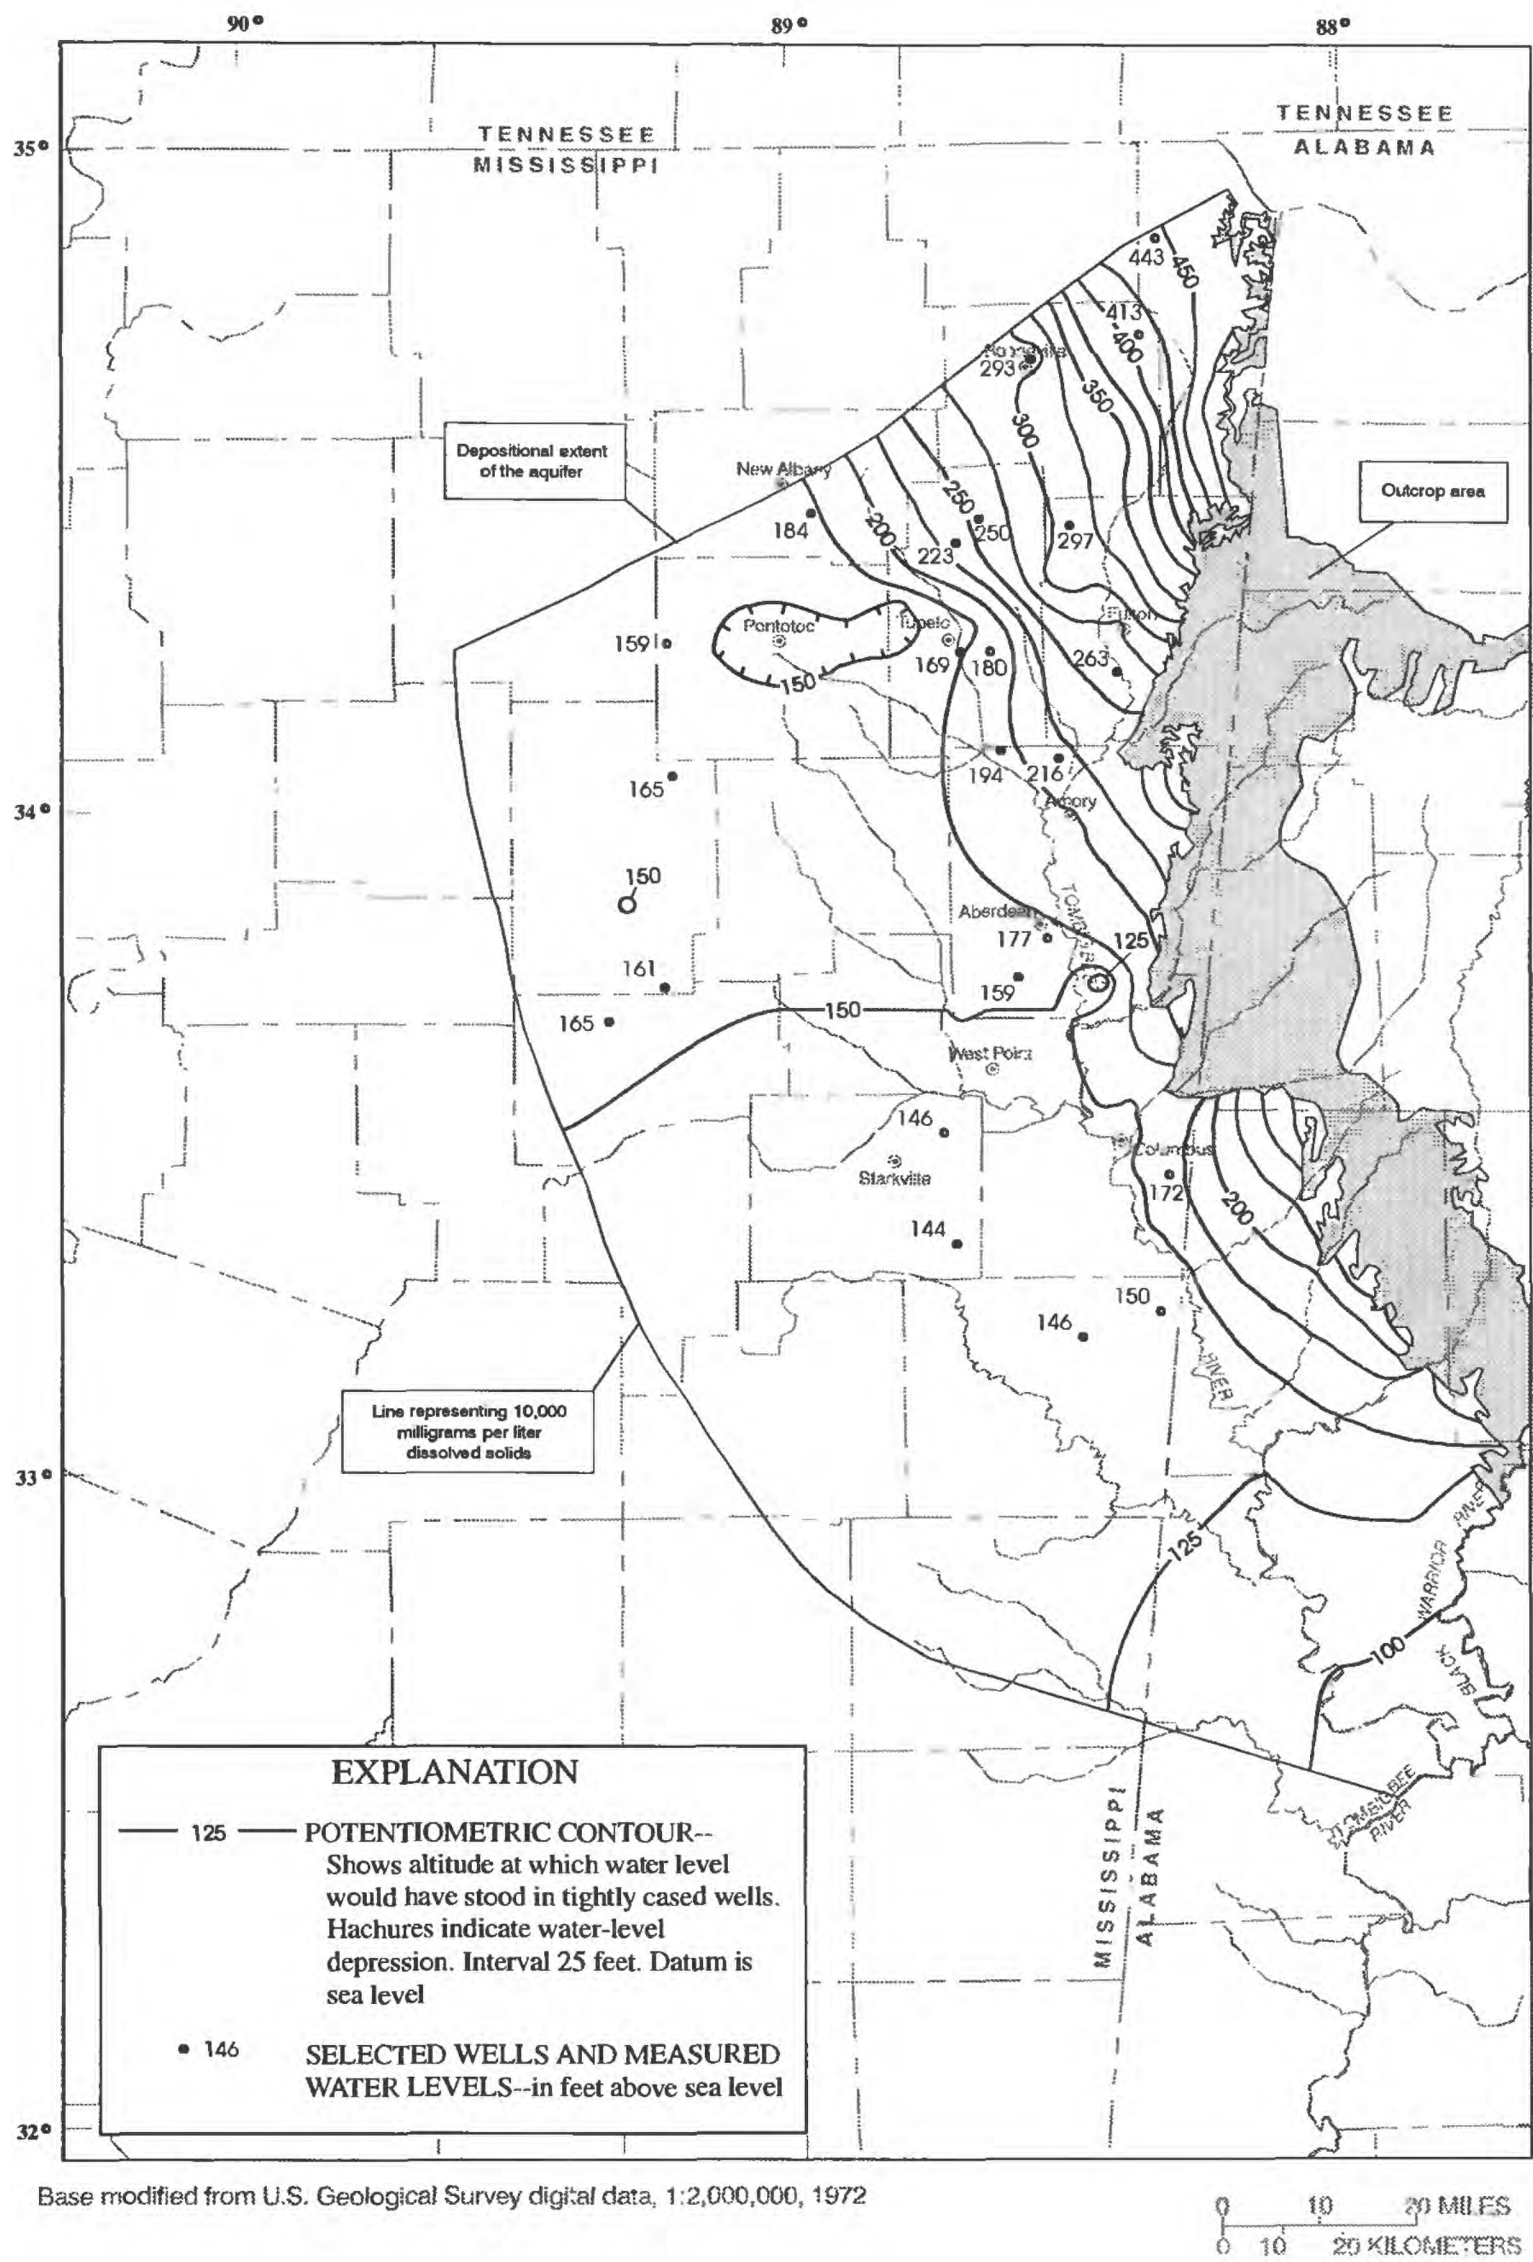 90° 89° 88°
TENNESSEE
MISSISSIPPI
TENNESSEE
ALABAMA
35°
443
450
413
400
293
350
300
Depositional extent
of the aquifer
New Albany
184
200
250
250
223
297
Outcrop area
Fulton
Pontotoc
Tupelo
159
150
169
180
263
165
194
216
Amory
34°
150
Aberdeen
177
125
161
159
165
150
West Point
146
Columbus
Starkville
172
200
144
150
146
RIVER
Line representing 10,000
milligrams per liter
dissolved solids
33°
RIVER
125
WARRIOR
100
BLACK
TOMBIGBEE
RIVER
MISSISSIPPI
ALABAMA
EXPLANATION
125 POTENTIOMETRIC CONTOUR--
Shows altitude at which water level
would have stood in tightly cased wells.
Hachures indicate water-level
depression. Interval 25 feet. Datum is
sea level
146 SELECTED WELLS AND MEASURED
WATER LEVELS--in feet above sea level
32°
Base modified from U.S. Geological Survey digital data, 1:2,000,000, 1972
0 10 20 MILES
0 10 20 KILOMETERS